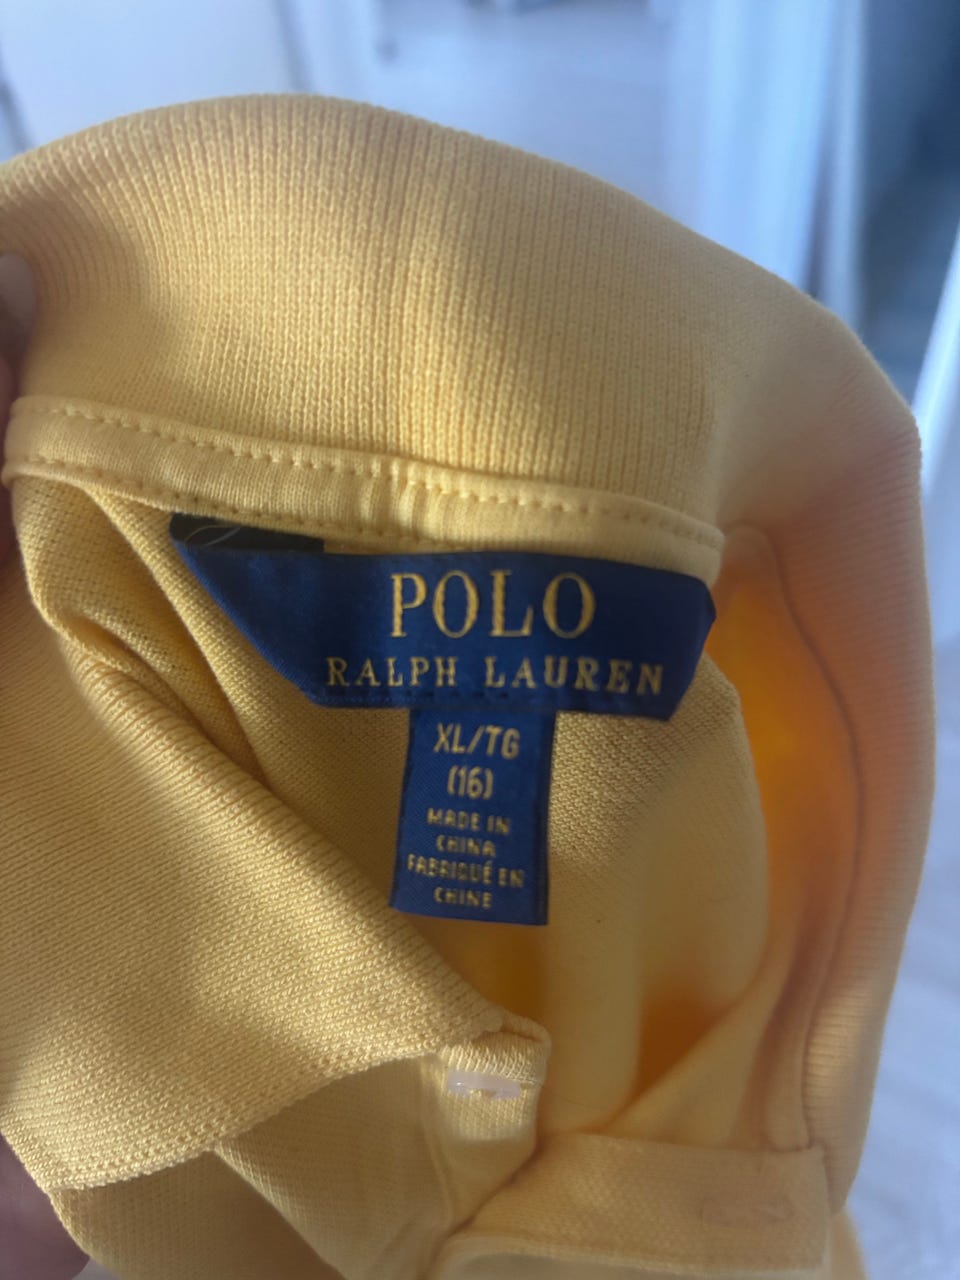 POLO
RALPH LAUREN
XL/TG
(16)
MADE IN
CHINA
FABRIQUÉ EN
CHINE